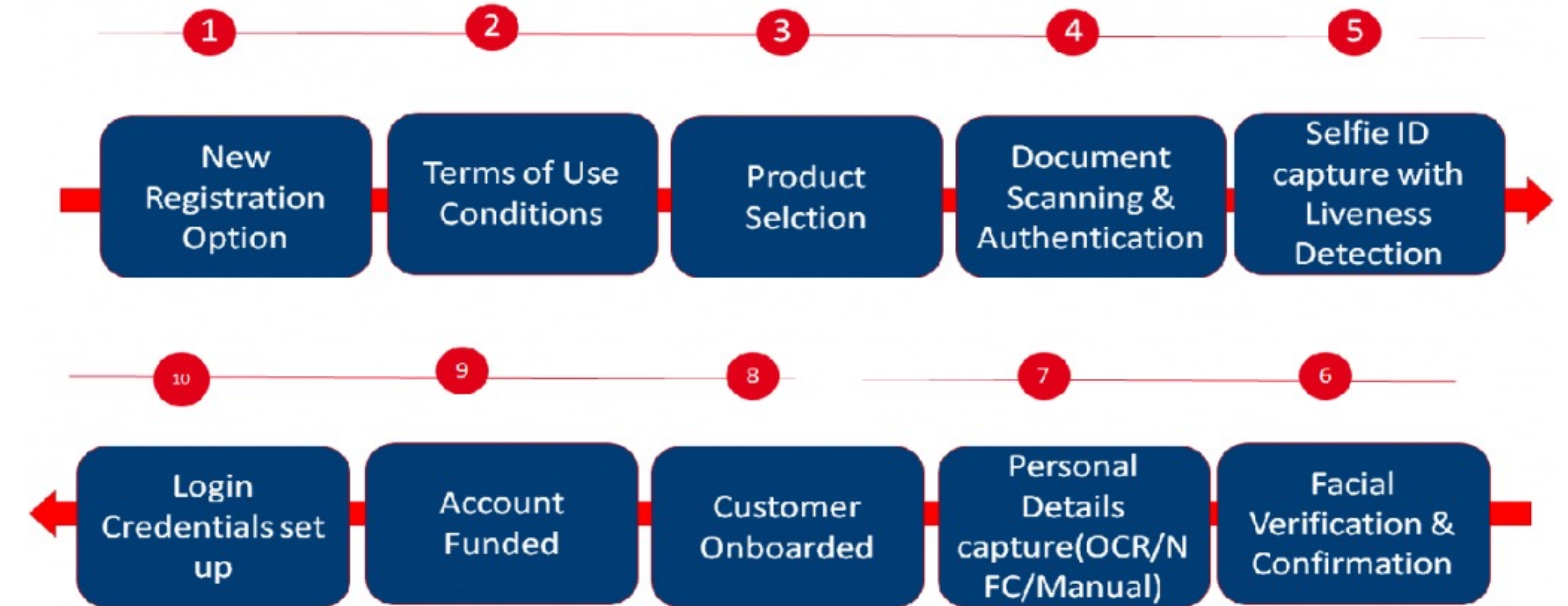 1
2
3
4
5
New
Registration
Option
Terms of Use
Conditions
Product
Selction
Document
Scanning &
Authentication
Selfie ID
capture with
Liveness
Detection
10
9
8
7
6
Login
Credentials set
up
Account
Funded
Customer
Onboarded
Personal
Details
capture(OCR/N
FC/Manual)
Facial
Verification &
Confirmation